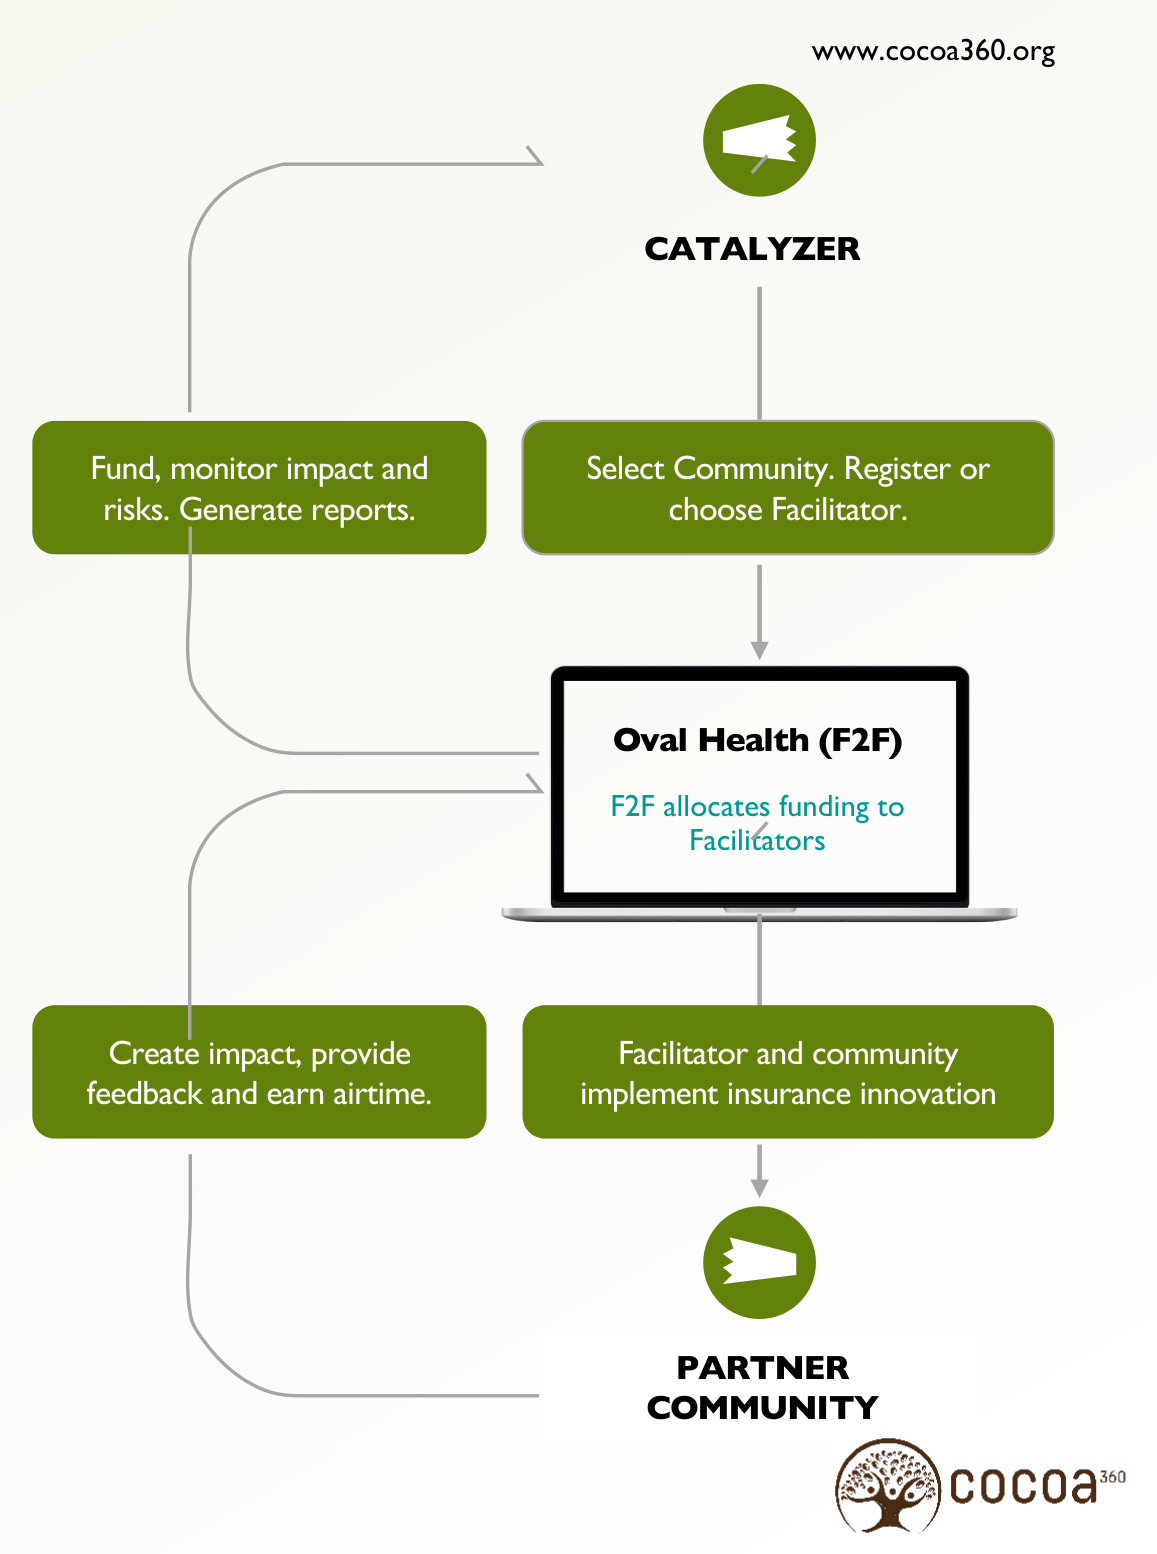 www.cocoa360.org
CATALYZER
Fund, monitor impact and
risks. Generate reports.
Select Community. Register or
choose Facilitator.
Oval Health (F2F)
F2F allocates funding to
Facilitators
Create impact, provide
feedback and earn airtime.
Facilitator and community
implement insurance innovation
PARTNER
COMMUNITY
cocoa360